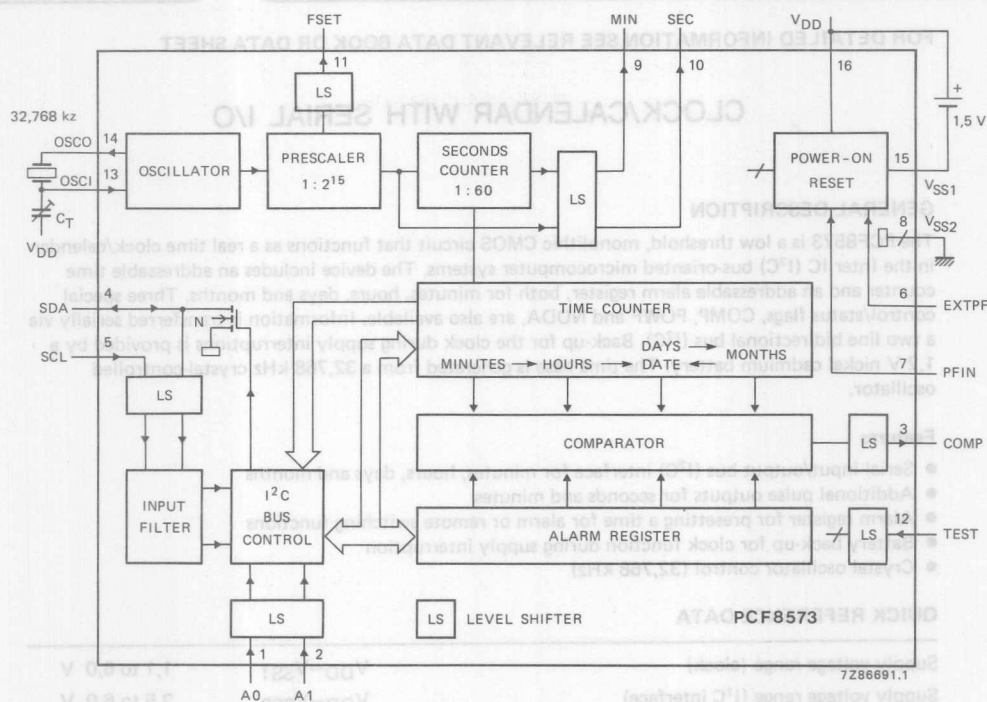 FSET
MIN
SEC
VDD
11
9
10
16
LS
+
1,5 V
32,768 kz
OSCO
14
OSCI
13
CT
VDD
OSCILLATOR
PRESCALER
1 : 2¹⁵
SECONDS
COUNTER
1 : 60
LS
POWER-ON
RESET
15
VSS1
VSS2
8
SDA
4
N
SCL
5
LS
TIME COUNTER
MINUTES
HOURS
DAYS
DATE
MONTHS
6
EXTPF
7
PFIN
COMPARATOR
LS
3
COMP
INPUT
FILTER
I²C
BUS
CONTROL
ALARM REGISTER
LS
12
TEST
LS
LS
LEVEL SHIFTER
PCF8573
1
2
A0
A1
7Z86691.1
FOR DETAILED INFORMATION SEE RELEVANT DATA BOOK OR DATA SHEET
CLOCK/CALENDAR WITH SERIAL I/O
GENERAL DESCRIPTION
The PCF8573 is a low threshold, monolithic CMOS circuit that functions as a real time clock/calendar
in the Inter IC (I²C) bus-oriented microcomputer systems. The device includes an addressable time
counter and an addressable alarm register, both for minutes, hours, days and months. Three special
control/status flags, COMP, POWF and NODA, are also available. Information is transferred serially via
a two line bidirectional bus (I²C). Back-up for the clock during supply interruptions is provided by a
nickel cadmium battery. The time is from a 32,768 kHz crystal controlled
oscillator.
Features
● Serial input/output bus (I²C) interface for minutes, hours, days and months
● Additional pulse outputs for seconds and minutes
● Alarm register for presetting a time for alarm or remote switching functions
● Battery back-up for clock function during supply interruption
● Crystal oscillator control (32,768 kHz)
QUICK REFERENCE DATA
Supply voltage range (clock) VDD-VSS1 1,1 to 6,0 V
Supply voltage range (I²C interface)